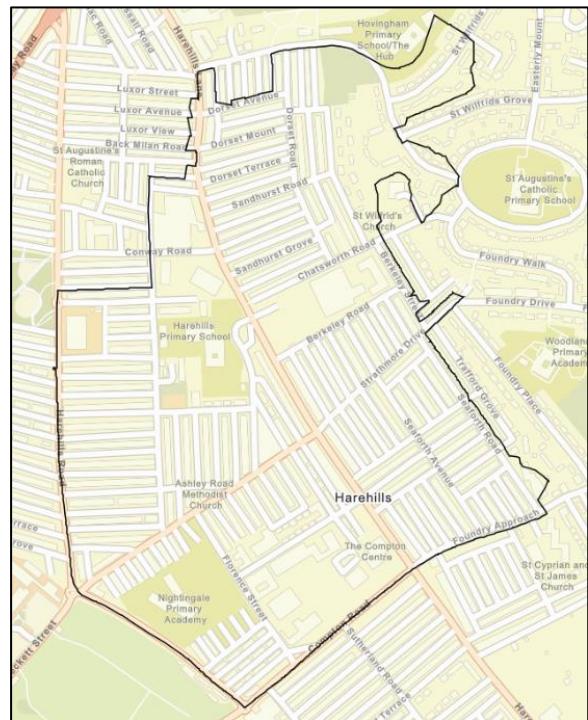 Hovingham
Primary
School/The
Hub
St Wilfrids
Easterly Mount
Harehills Lane
Luxor Street
Luxor Avenue
Luxor View
Back Milan Road
St Augustine's
Roman
Catholic
Church
Dorset Avenue
Dorset Mount
Dorset Road
Dorset Terrace
Sandhurst Road
St Wilfrids Grove
St Augustine's
Catholic
Primary School
St Wilfrid's
Church
Conway Road
Sandhurst Grove
Chatsworth Road
Berkeley Street
Foundry Walk
Foundry Drive
Harehills
Primary School
Berkeley Road
Strathmore Drive
Woodland
Primary
Academy
Trafford Grove
Foundry Place
Seaforth Road
Seaforth Avenue
Harehills Road
Ashley Road
Methodist
Church
Harehills
Foundry Approach
The Compton
Centre
St Cyprian and
St James
Church
Florence Street
Nightingale
Primary
Academy
Compton Road
Sutherland Road
Terrace